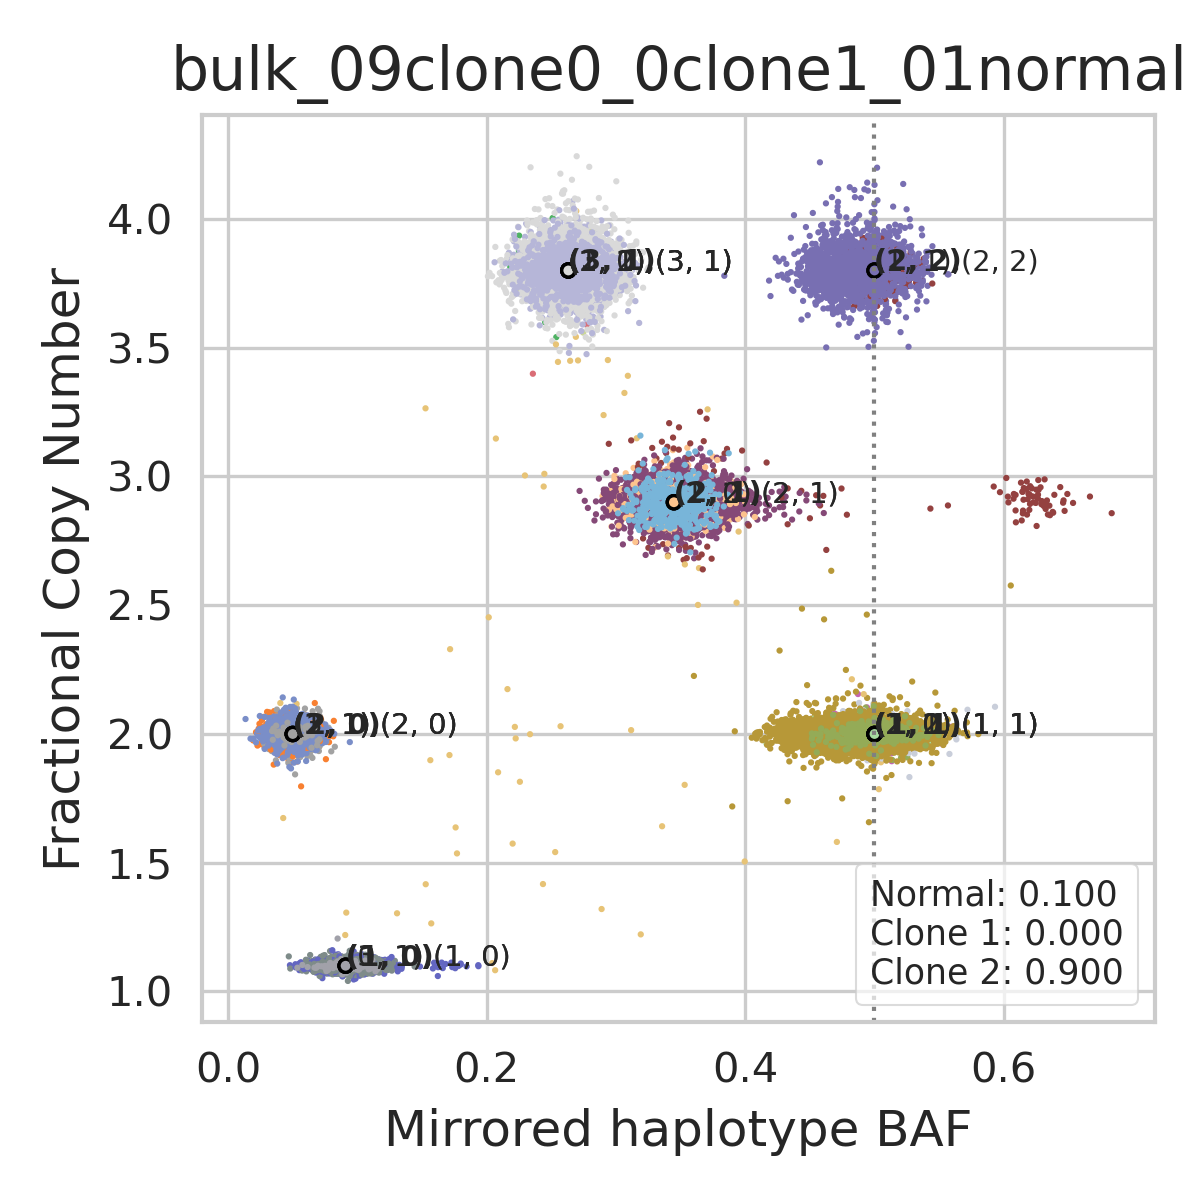 bulk_09clone0_0clone1_01normal
4.0
3.5
3.0
2.5
2.0
1.5
1.0
Fractional Copy Number
(3, 1)
(2, 2)
(2, 1)
(2, 0)
(1, 1)
(1, 0)
Normal: 0.100
Clone 1: 0.000
Clone 2: 0.900
0.0 0.2 0.4 0.6
Mirrored haplotype BAF